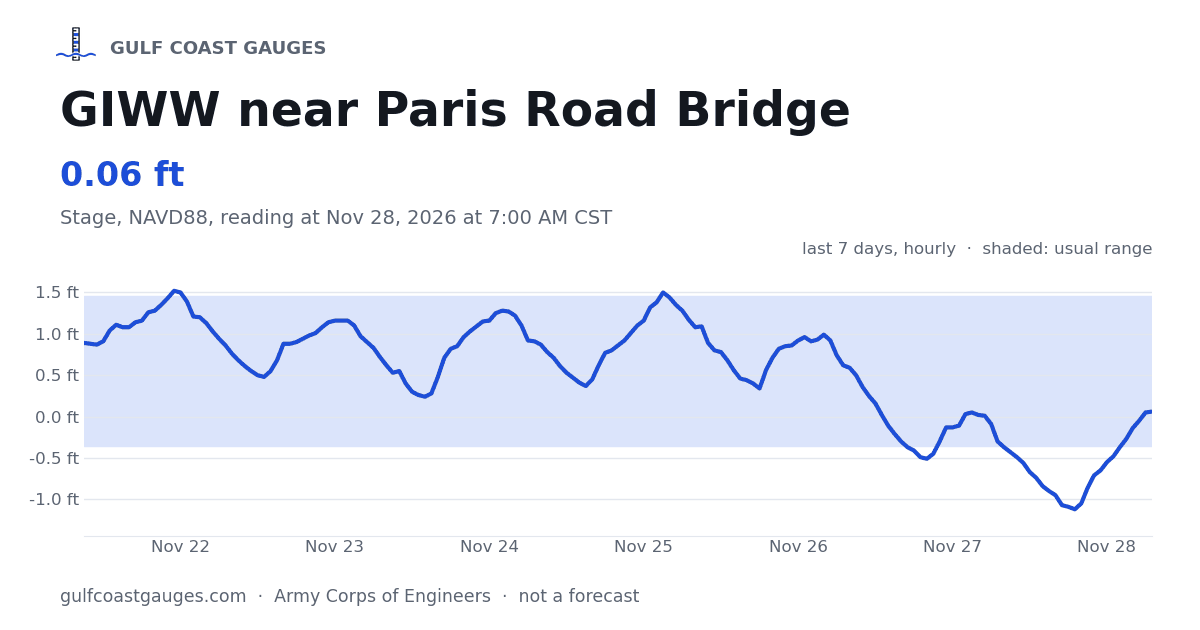 GULF COAST GAUGES
GIWW near Paris Road Bridge
0.06 ft
Stage, NAVD88, reading at Nov 28, 2026 at 7:00 AM CST
last 7 days, hourly · shaded: usual range
1.5 ft
1.0 ft
0.5 ft
0.0 ft
-0.5 ft
-1.0 ft
Nov 22 Nov 23 Nov 24 Nov 25 Nov 26 Nov 27 Nov 28
gulfcoastgauges.com · Army Corps of Engineers · not a forecast